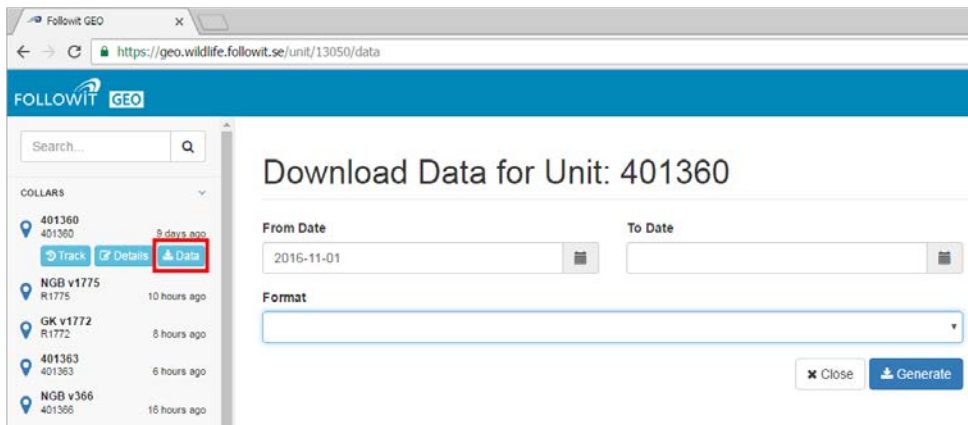 Followit GEO
https://geo.wildlife.followit.se/unit/13050/data
FOLLOWIT GEO
Search...
COLLARS
401360
401360 9 days ago
Track Details Data
NGB v1775
R1775 10 hours ago
GK v1772
R1772 8 hours ago
401363
401363 6 hours ago
NGB v366
401366 16 hours ago
Download Data for Unit: 401360
From Date To Date
2016-11-01
Format
Close Generate